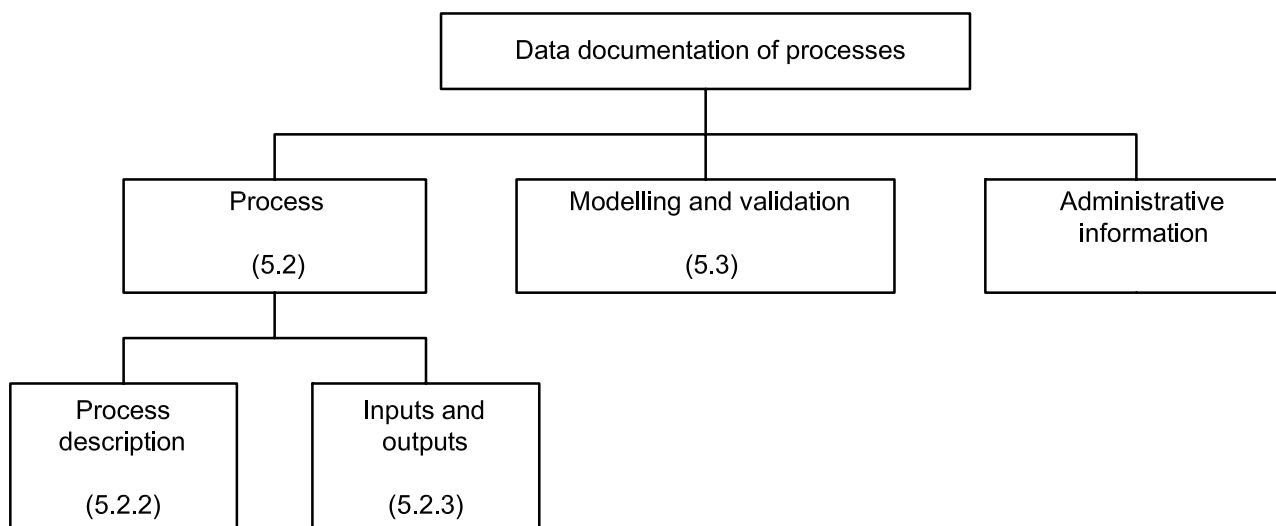 Data documentation of processes
Process
(5.2)
Modelling and validation
(5.3)
Administrative
information
Process
description
(5.2.2)
Inputs and
outputs
(5.2.3)